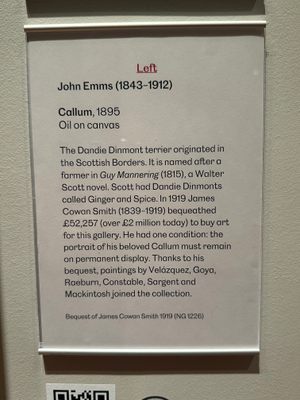 Left
John Emms (1843–1912)
Callum, 1895
Oil on canvas
The Dandie Dinmont terrier originated in
the Scottish Borders. It is named after a
farmer in Guy Mannering (1815), a Walter
Scott novel. Scott had Dandie Dinmonts
called Ginger and Spice. In 1919 James
Cowan Smith (1839–1919) bequeathed
£52,257 (over £2 million today) to buy art
for this gallery. He had one condition: the
portrait of his beloved Callum must remain
on permanent display. Thanks to his
bequest, paintings by Velázquez, Goya,
Raeburn, Constable, Sargent and
Mackintosh joined the collection.
Bequest of James Cowan Smith 1919 (NG 1226)